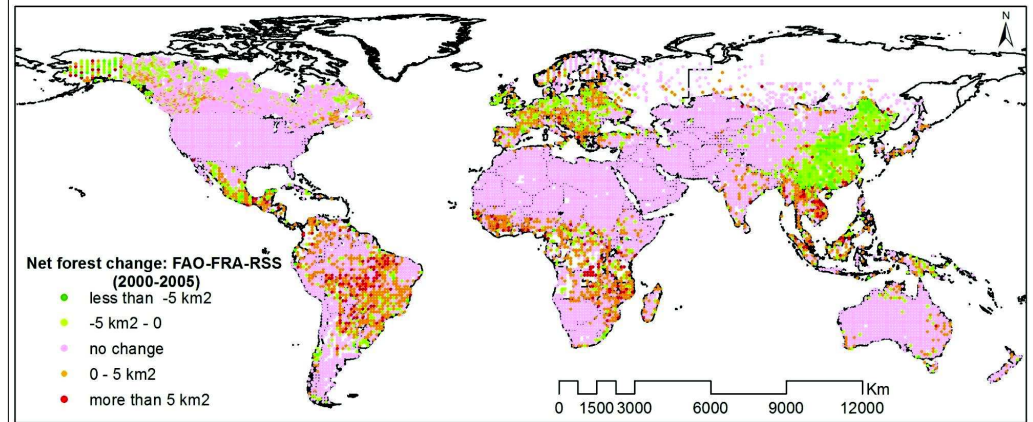 N
Net forest change: FAO-FRA-RSS
(2000-2005)
less than -5 km2
-5 km2 - 0
no change
0 - 5 km2
more than 5 km2
Km
0 1500 3000 6000 9000 12000